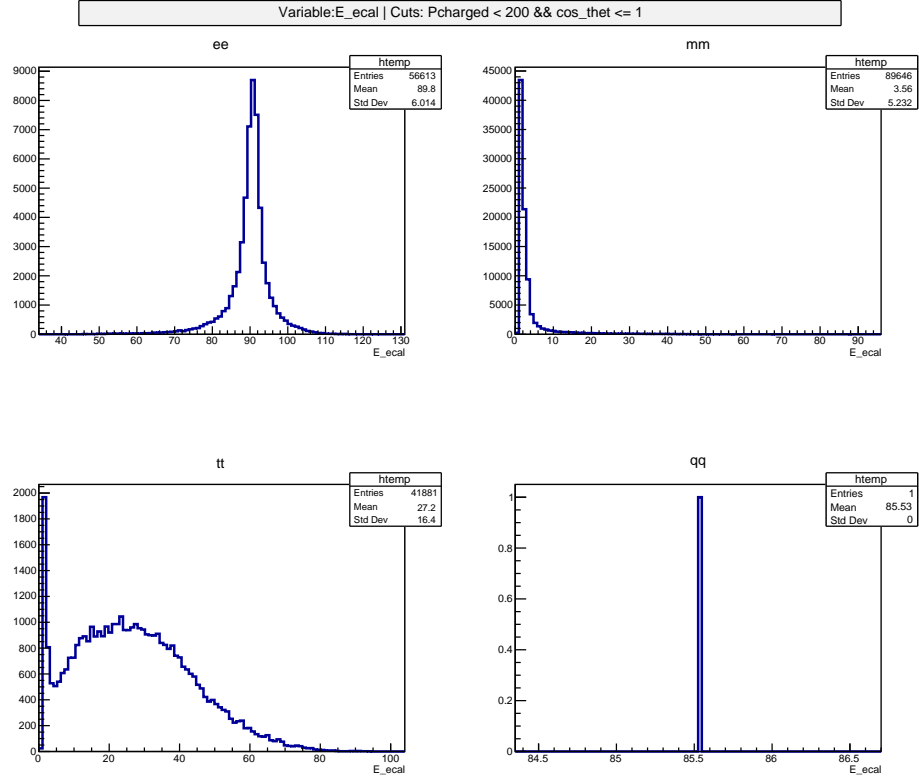 Variable:E_ecal | Cuts: Pcharged < 200 && cos_thet <= 1
ee
htemp
Entries 56613
Mean 89.8
Std Dev 6.014
9000
8000
7000
6000
5000
4000
3000
2000
1000
0
40 50 60 70 80 90 100 110 120 130
E_ecal
mm
htemp
Entries 89646
Mean 3.56
Std Dev 5.232
45000
40000
35000
30000
25000
20000
15000
10000
5000
0
0 10 20 30 40 50 60 70 80 90
E_ecal
tt
htemp
Entries 41881
Mean 27.2
Std Dev 16.4
2000
1800
1600
1400
1200
1000
800
600
400
200
0
0 20 40 60 80 100
E_ecal
qq
htemp
Entries 1
Mean 85.53
Std Dev 0
1
0.8
0.6
0.4
0.2
0
84.5 85 85.5 86 86.5
E_ecal